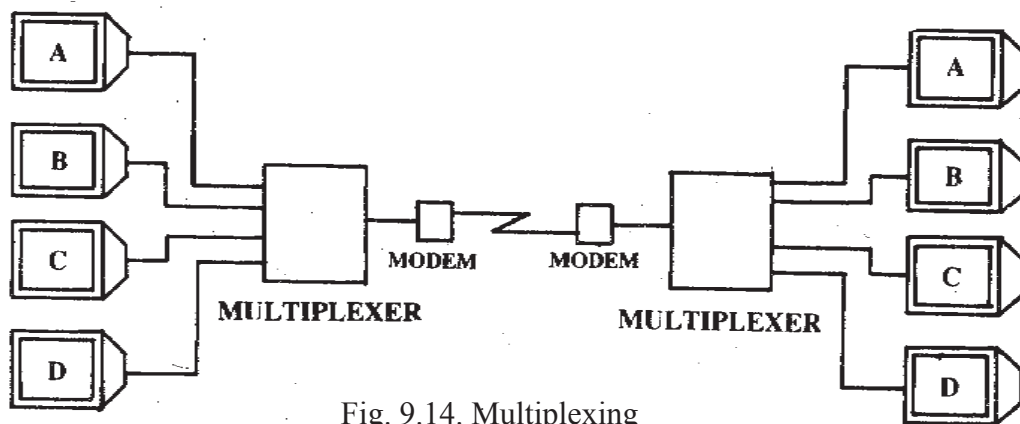 A
B
C
D
MULTIPLEXER
MODEM
MODEM
MULTIPLEXER
A
B
C
D
Fig. 9.14. Multiplexing